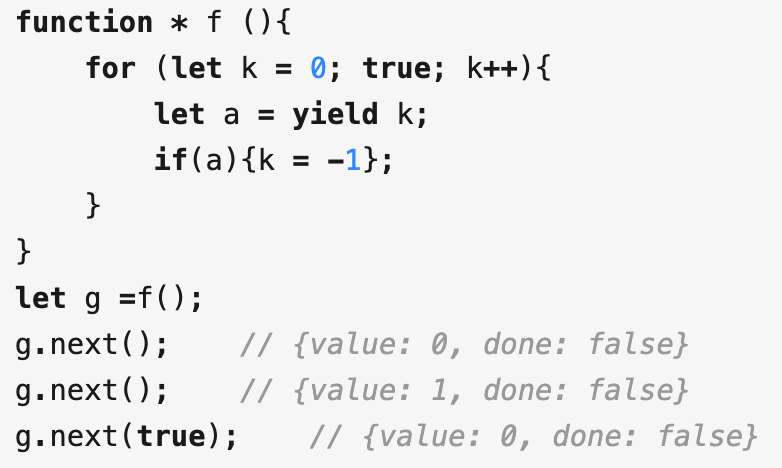 function * f (){
for (let k = 0; true; k++){
let a = yield k;
if(a){k = -1};
}
}
let g =f();
g.next(); // {value: 0, done: false}
g.next(); // {value: 1, done: false}
g.next(true); // {value: 0, done: false}